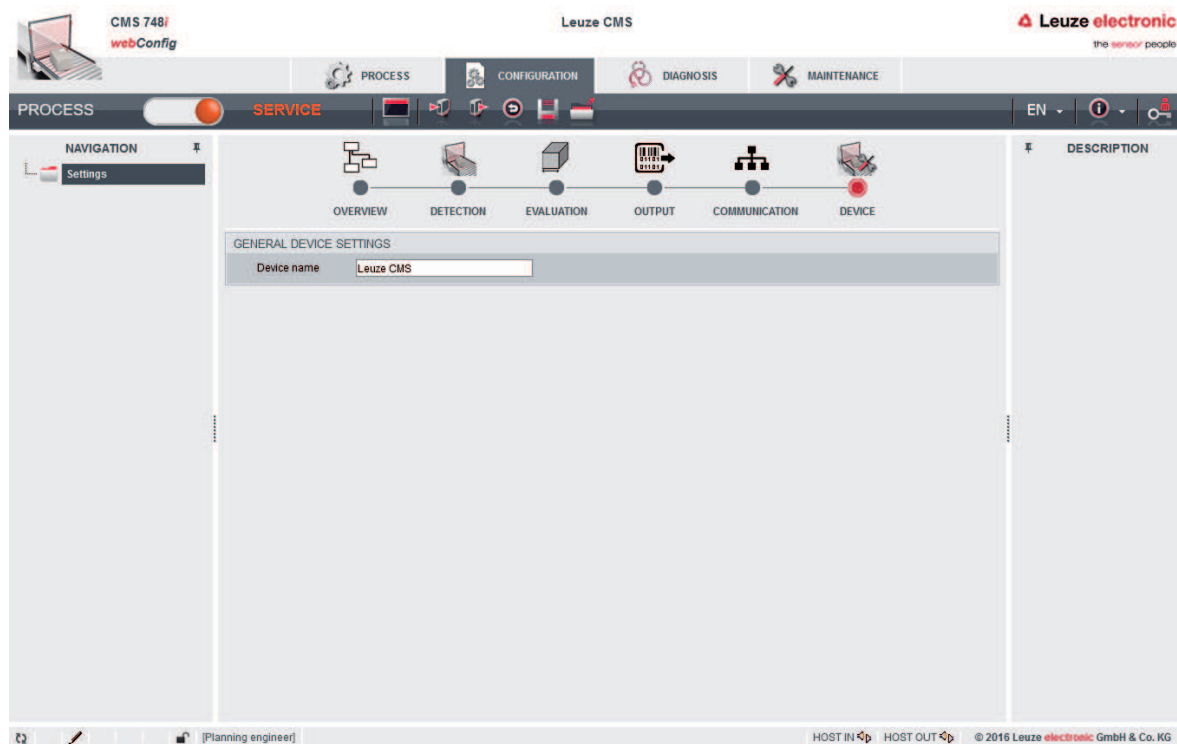 CMS 748i
webConfig
Leuze CMS
Leuze electronic
the sensor people
PROCESS
CONFIGURATION
DIAGNOSIS
MAINTENANCE
PROCESS
SERVICE
EN
NAVIGATION
Settings
OVERVIEW
DETECTION
EVALUATION
OUTPUT
COMMUNICATION
DEVICE
DESCRIPTION
GENERAL DEVICE SETTINGS
Device name
Leuze CMS
[Planning engineer]
HOST IN
HOST OUT
© 2016 Leuze electronic GmbH & Co. KG